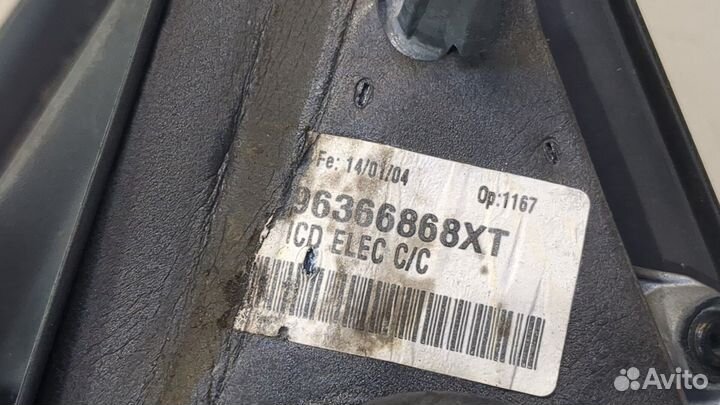 Fe: 14/01/04 Op:1167
96366868XT
ICD ELEC C/C
Avito